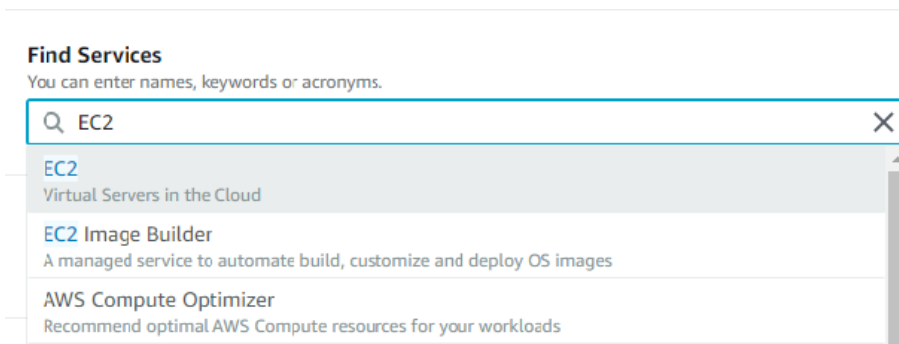 Find Services
You can enter names, keywords or acronyms.
EC2
EC2
Virtual Servers in the Cloud
EC2 Image Builder
A managed service to automate build, customize and deploy OS images
AWS Compute Optimizer
Recommend optimal AWS Compute resources for your workloads